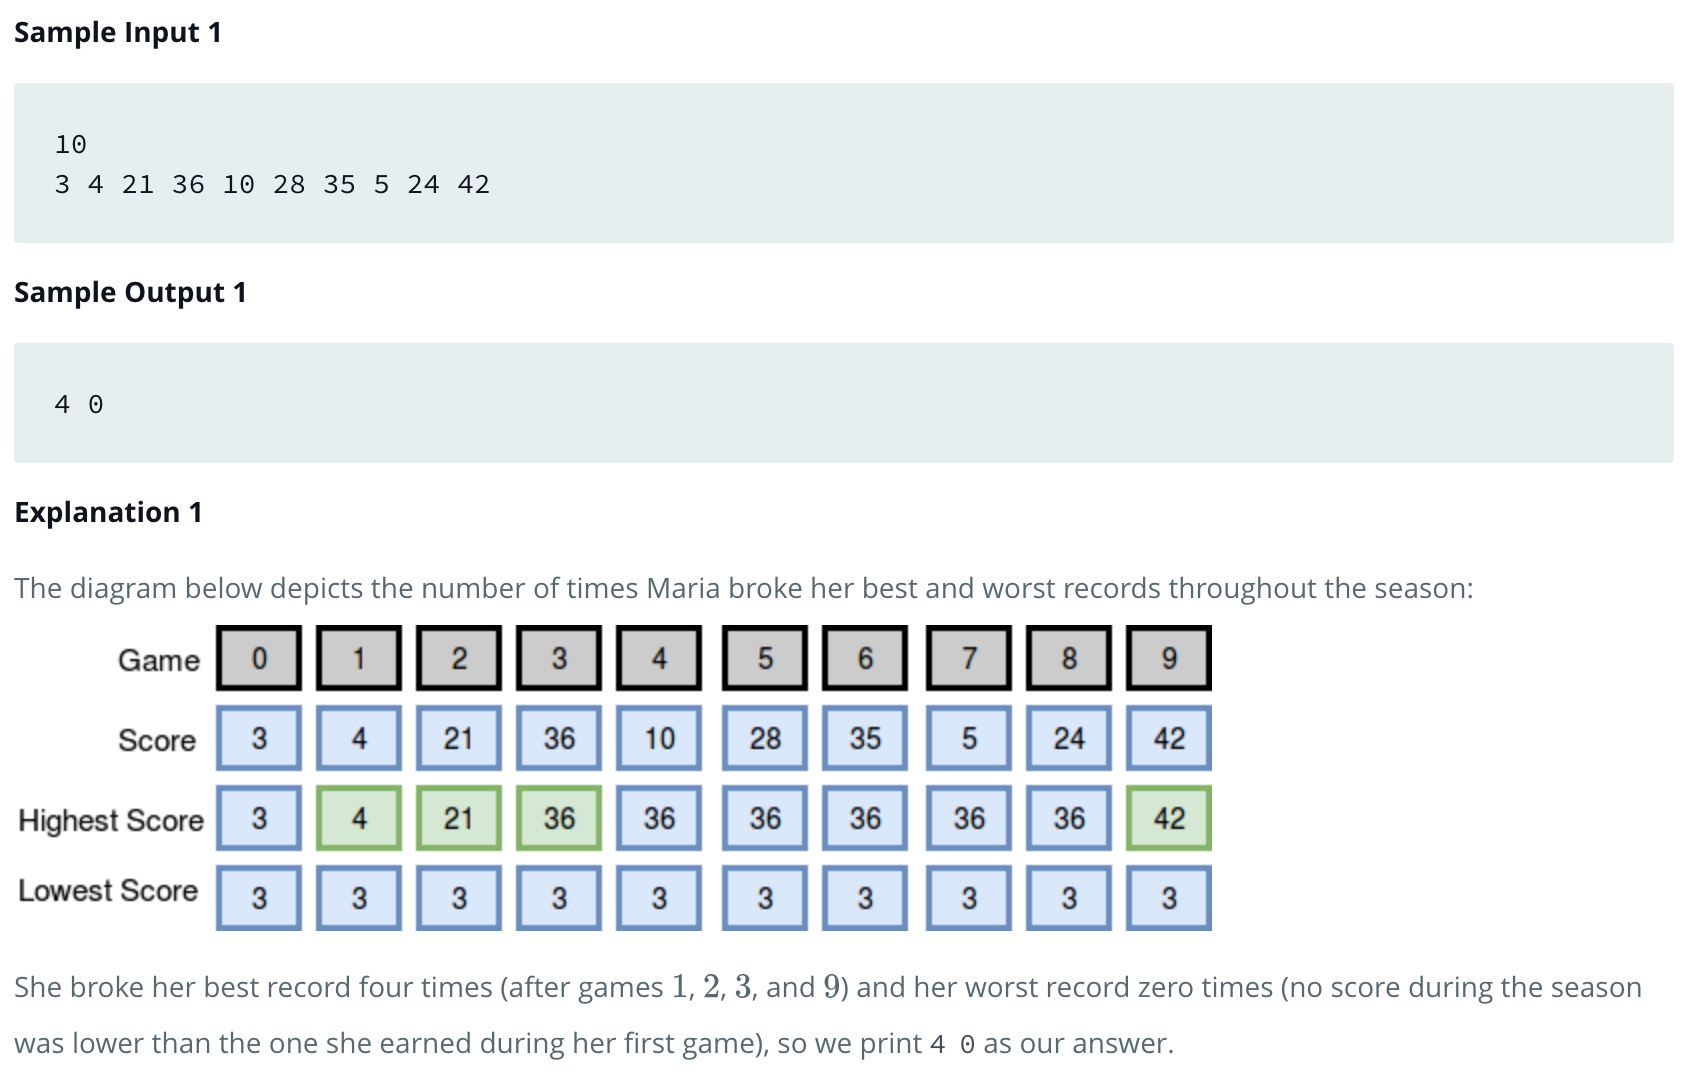 Sample Input 1
10
3 4 21 36 10 28 35 5 24 42
Sample Output 1
4 0
Explanation 1
The diagram below depicts the number of times Maria broke her best and worst records throughout the season:
Game 0 1 2 3 4 5 6 7 8 9
Score 3 4 21 36 10 28 35 5 24 42
Highest Score 3 4 21 36 36 36 36 36 36 42
Lowest Score 3 3 3 3 3 3 3 3 3 3
She broke her best record four times (after games 1, 2, 3, and 9) and her worst record zero times (no score during the season
was lower than the one she earned during her first game), so we print 4 0 as our answer.